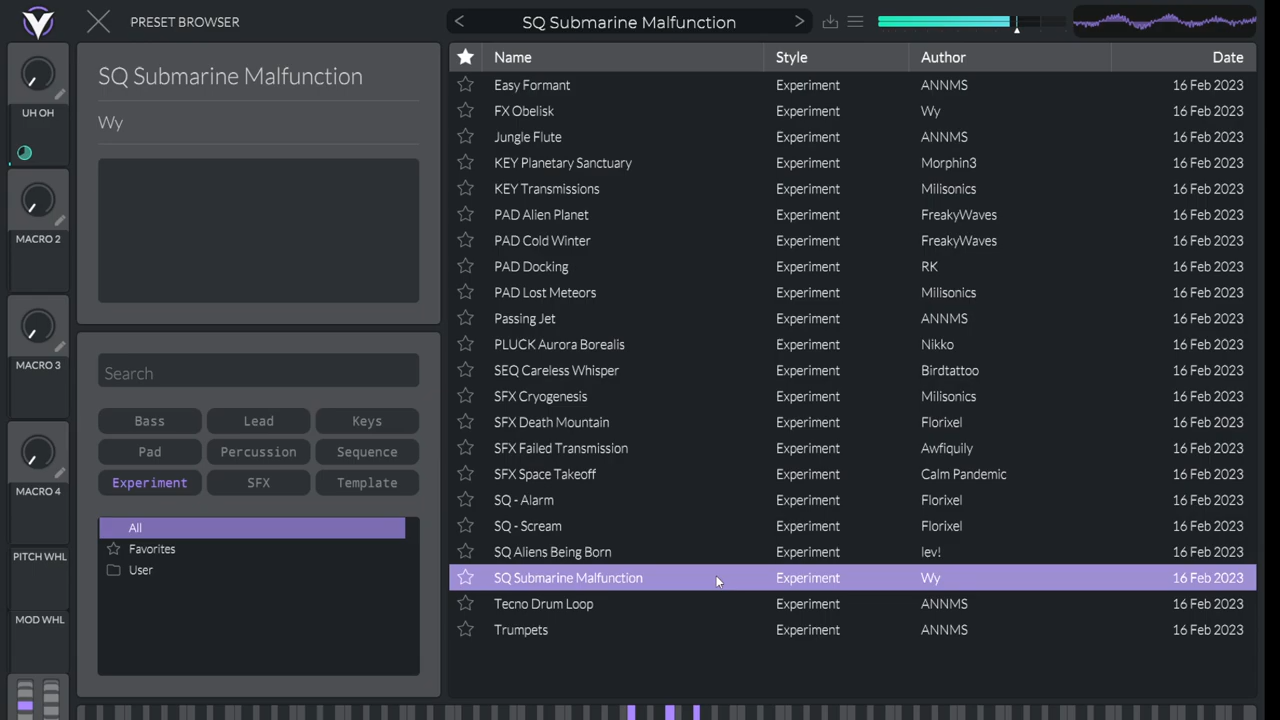 PRESET BROWSER
SQ Submarine Malfunction
SQ Submarine Malfunction
Wy
UH OH
MACRO 2
MACRO 3
MACRO 4
PITCH WHL
MOD WHL
Search
Bass Lead Keys
Pad Percussion Sequence
Experiment SFX Template
All
Favorites
User
Name Style Author Date
Easy Formant Experiment ANNMS 16 Feb 2023
FX Obelisk Experiment Wy 16 Feb 2023
Jungle Flute Experiment ANNMS 16 Feb 2023
KEY Planetary Sanctuary Experiment Morphin3 16 Feb 2023
KEY Transmissions Experiment Milisonics 16 Feb 2023
PAD Alien Planet Experiment FreakyWaves 16 Feb 2023
PAD Cold Winter Experiment FreakyWaves 16 Feb 2023
PAD Docking Experiment RK 16 Feb 2023
PAD Lost Meteors Experiment Milisonics 16 Feb 2023
Passing Jet Experiment ANNMS 16 Feb 2023
PLUCK Aurora Borealis Experiment Nikko 16 Feb 2023
SEQ Careless Whisper Experiment Birdtattoo 16 Feb 2023
SFX Cryogenesis Experiment Milisonics 16 Feb 2023
SFX Death Mountain Experiment Florixel 16 Feb 2023
SFX Failed Transmission Experiment Awfiquily 16 Feb 2023
SFX Space Takeoff Experiment Calm Pandemic 16 Feb 2023
SQ - Alarm Experiment Florixel 16 Feb 2023
SQ - Scream Experiment Florixel 16 Feb 2023
SQ Aliens Being Born Experiment lev! 16 Feb 2023
SQ Submarine Malfunction Experiment Wy 16 Feb 2023
Tecno Drum Loop Experiment ANNMS 16 Feb 2023
Trumpets Experiment ANNMS 16 Feb 2023